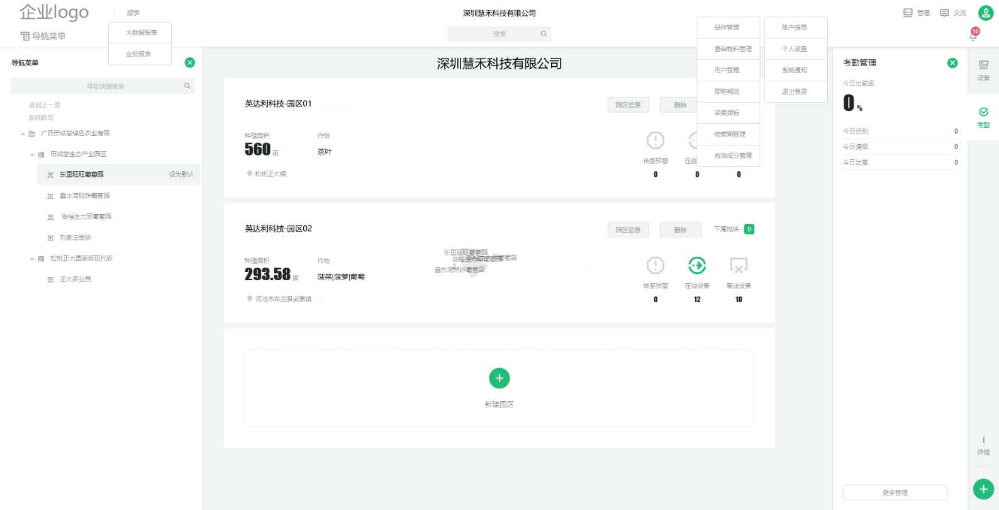 企业logo
报表
深圳慧禾科技有限公司
管理
交流
导航菜单
大数据报表
业务报表
搜索
10
品种管理
基础物料管理
用户管理
预警规则
采集指标
物候期管理
有效成分管理
账户信息
个人设置
系统通知
退出登录
导航菜单
导航快捷搜索
返回上一页
系统首页
广西田诚慧绿色农业有限
田诚慧生态产业园区
东里旺旺葡萄园
设为默认
鑫水湾明珠葡萄园
临桂生力军葡萄园
刘家庄地块
松桃正大国家级现代农
正大茶业园
深圳慧禾科技有限公司
英达利科技-园区01
园区信息
删除
种植面积
作物
560 亩
茶叶
松桃正大镇
传感预警
在线
0
0
0
英达利科技-园区02
园区信息
删除
下属地块
8
种植面积
作物
293.58 亩
菠菜|菠萝|葡萄
河池市东兰县武篆镇
东里旺旺葡萄园
鑫水湾明珠葡萄园
传感预警
在线设备
离线设备
0
12
10
新建园区
考勤管理
今日出勤率
0 %
今日迟到
0
今日请假
0
今日出差
0
更多管理
设备
考勤
详情